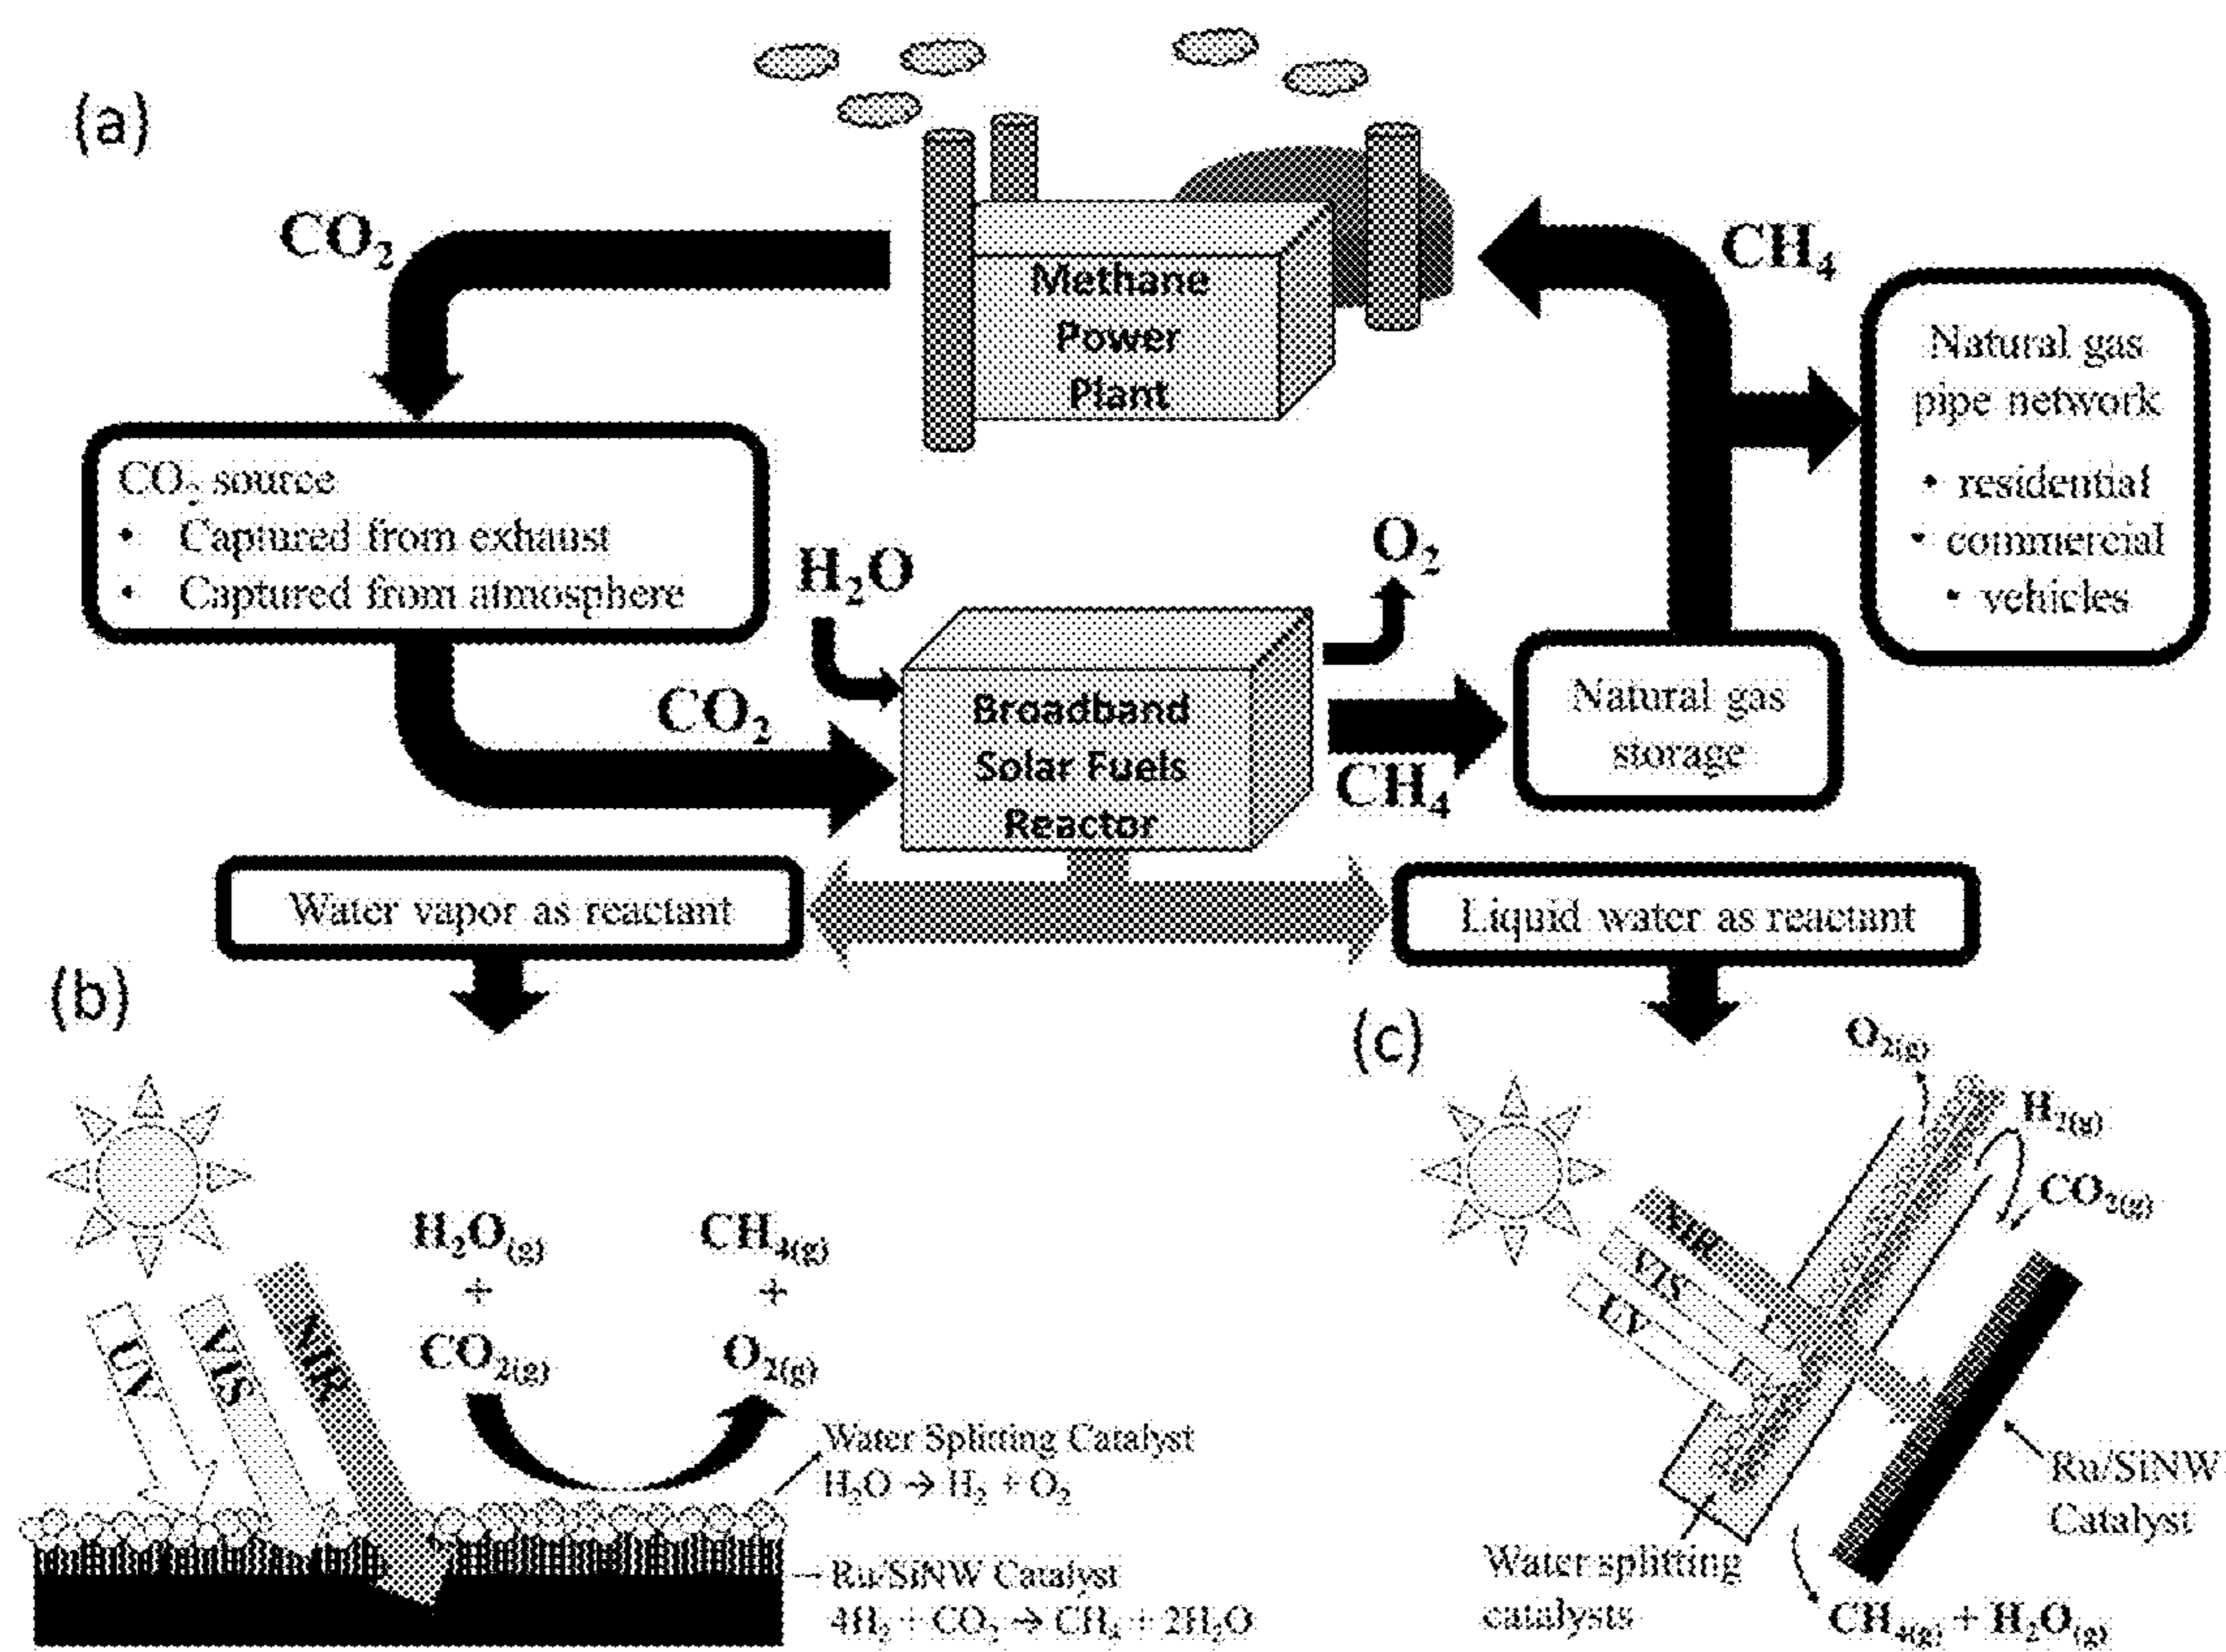 (a)
CO₂
Methane
Power
Plant
CH₄
Natural gas
pipe network
• residential
• commercial
• vehicles
CO₂ source
• Captured from exhaust
• Captured from atmosphere
H₂O
O₂
CO₂
Broadband
Solar Fuels
Reactor
CH₄
Natural gas
storage
Water vapor as reactant
Liquid water as reactant
(b)
UV
VIS
NIR
H₂O(g)
+
CO₂(g)
CH₄(g)
+
O₂(g)
Water Splitting Catalyst
H₂O → H₂ + O₂
Ru/SiNW Catalyst
4H₂ + CO₂ → CH₄ + 2H₂O
(c)
O₂(g)
H₂(g)
CO₂(g)
NIR
VIS
UV
Ru/SiNW
Catalyst
Water splitting
catalysts
CH₄(g) + H₂O(g)